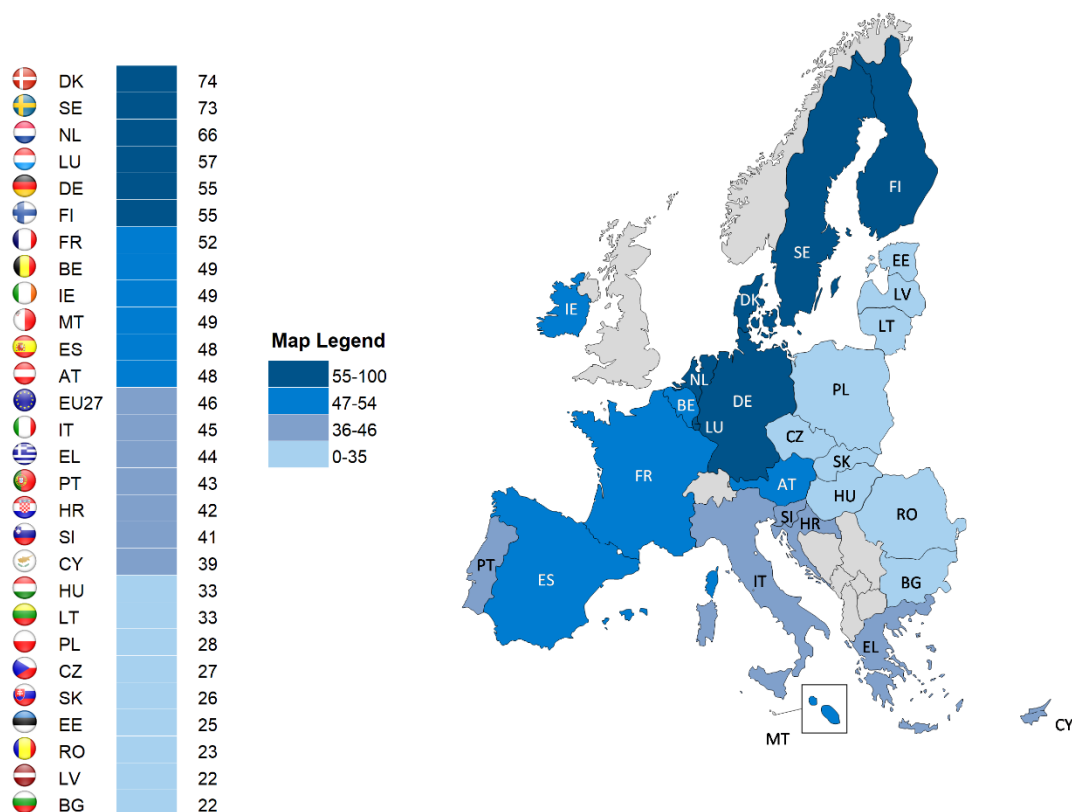 DK 74
SE 73
NL 66
LU 57
DE 55
FI 55
FR 52
BE 49
IE 49
MT 49
ES 48
AT 48
EU27 46
IT 45
EL 44
PT 43
HR 42
SI 41
CY 39
HU 33
LT 33
PL 28
CZ 27
SK 26
EE 25
RO 23
LV 22
BG 22
Map Legend
55-100
47-54
36-46
0-35
FI
SE
EE
LV
LT
DK
IE
NL
BE
DE
PL
LU
CZ
SK
FR
AT
HU
RO
SI
HR
PT
ES
IT
BG
EL
MT
CY